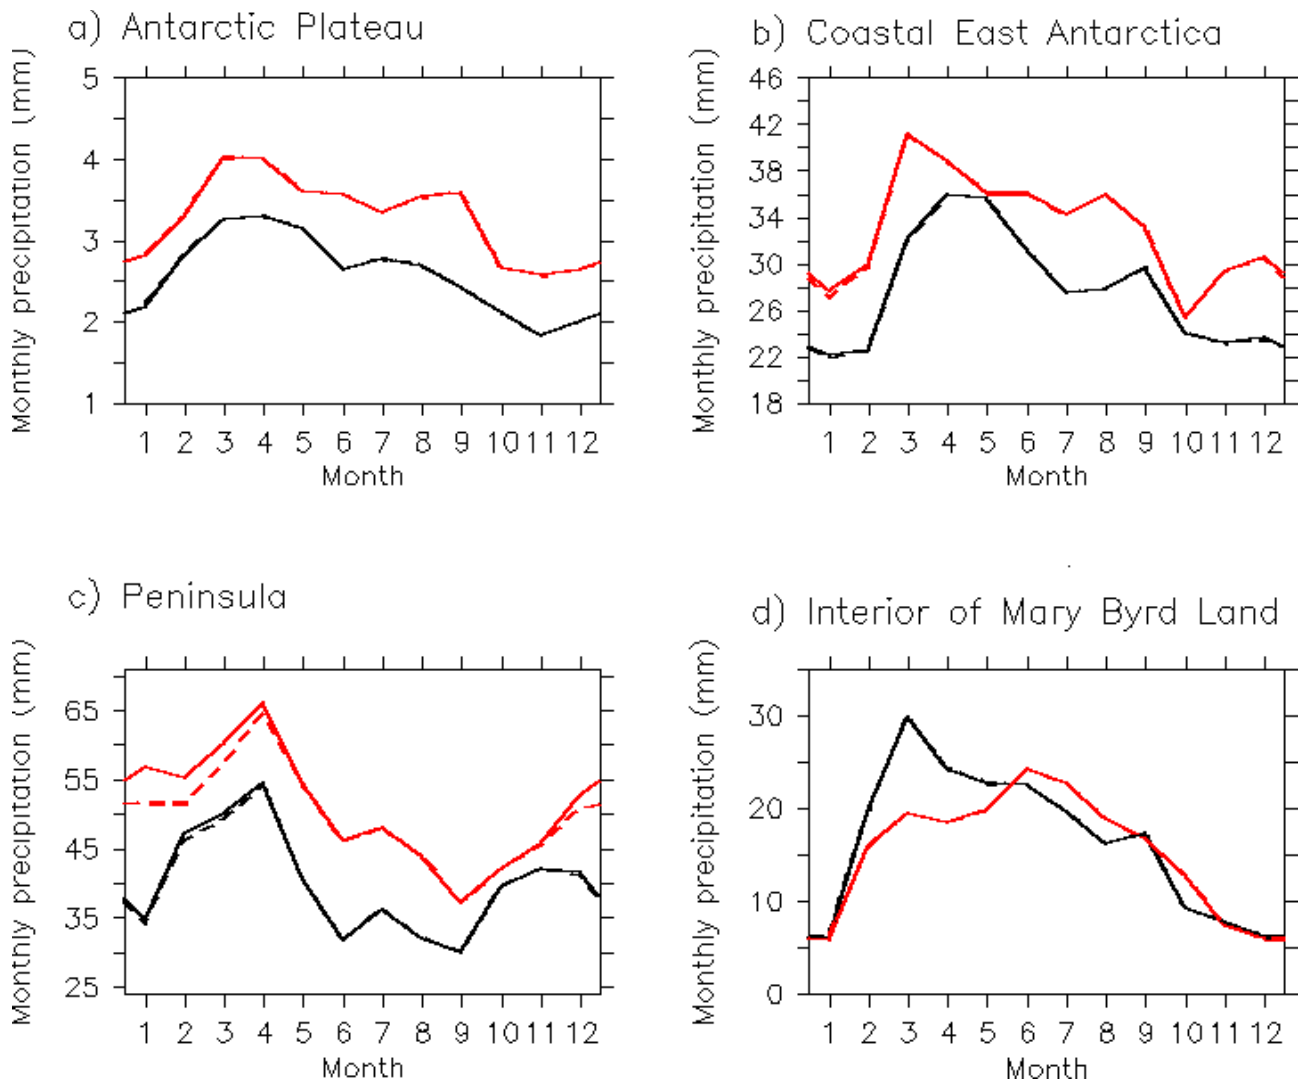 a) Antarctic Plateau
Monthly precipitation (mm)
5
4
3
2
1
1 2 3 4 5 6 7 8 9 10 11 12
Month
b) Coastal East Antarctica
Monthly precipitation (mm)
46
42
38
34
30
26
22
18
1 2 3 4 5 6 7 8 9 10 11 12
Month
c) Peninsula
Monthly precipitation (mm)
65
55
45
35
25
1 2 3 4 5 6 7 8 9 10 11 12
Month
d) Interior of Mary Byrd Land
Monthly precipitation (mm)
30
20
10
0
1 2 3 4 5 6 7 8 9 10 11 12
Month